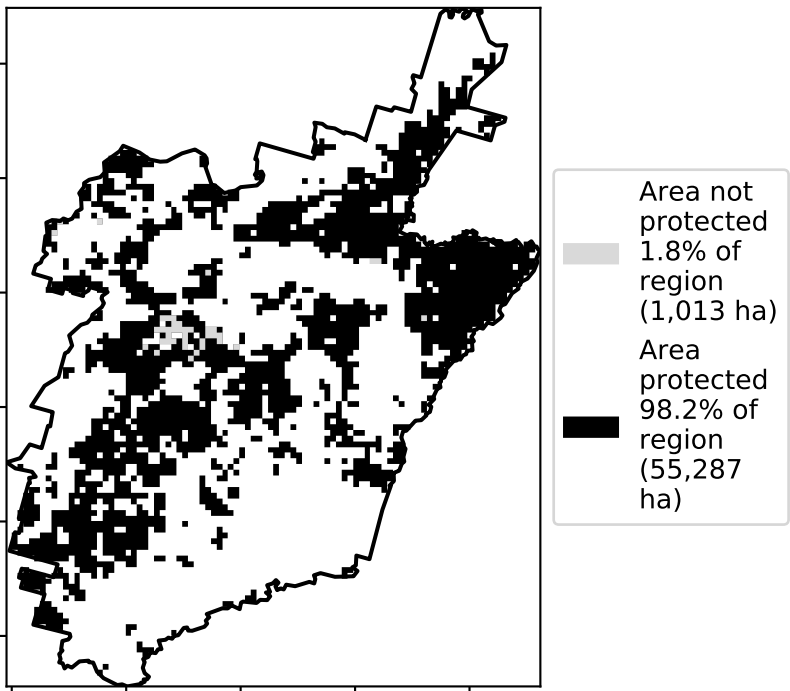 Area not
protected
1.8% of
region
(1,013 ha)
Area
protected
98.2% of
region
(55,287
ha)